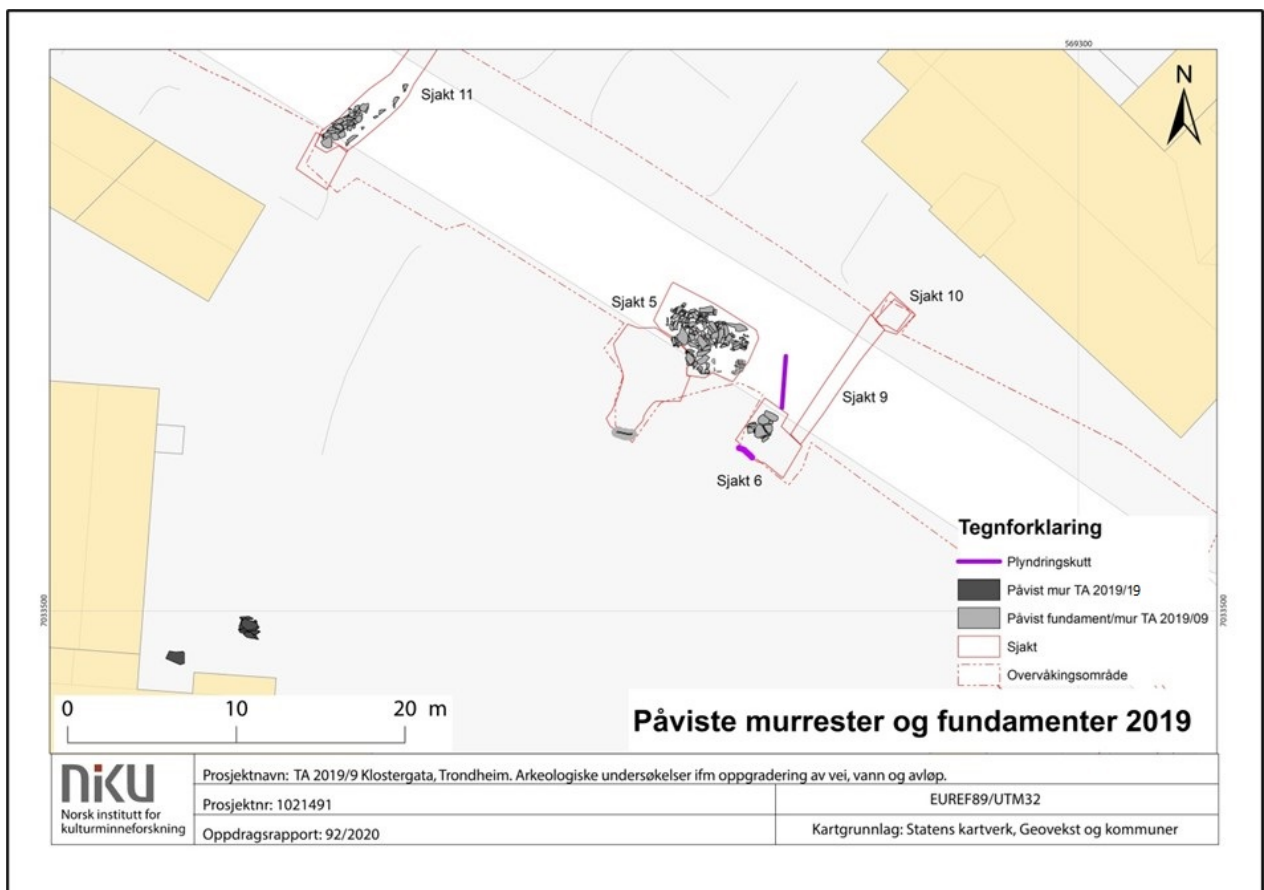 569300
N
Sjakt 11
Sjakt 5
Sjakt 10
Sjakt 9
Sjakt 6
7033500
7033500
Tegnforklaring
Plyndringskutt
Påvist mur TA 2019/19
Påvist fundament/mur TA 2019/09
Sjakt
Overvåkingsområde
0 10 20 m
Påviste murrester og fundamenter 2019
NIKU
Norsk institutt for
kulturminneforskning
Prosjektnavn: TA 2019/9 Klostergata, Trondheim. Arkeologiske undersøkelser ifm oppgradering av vei, vann og avløp.
Prosjektnr: 1021491
EUREF89/UTM32
Oppdragsrapport: 92/2020
Kartgrunnlag: Statens kartverk, Geovekst og kommuner